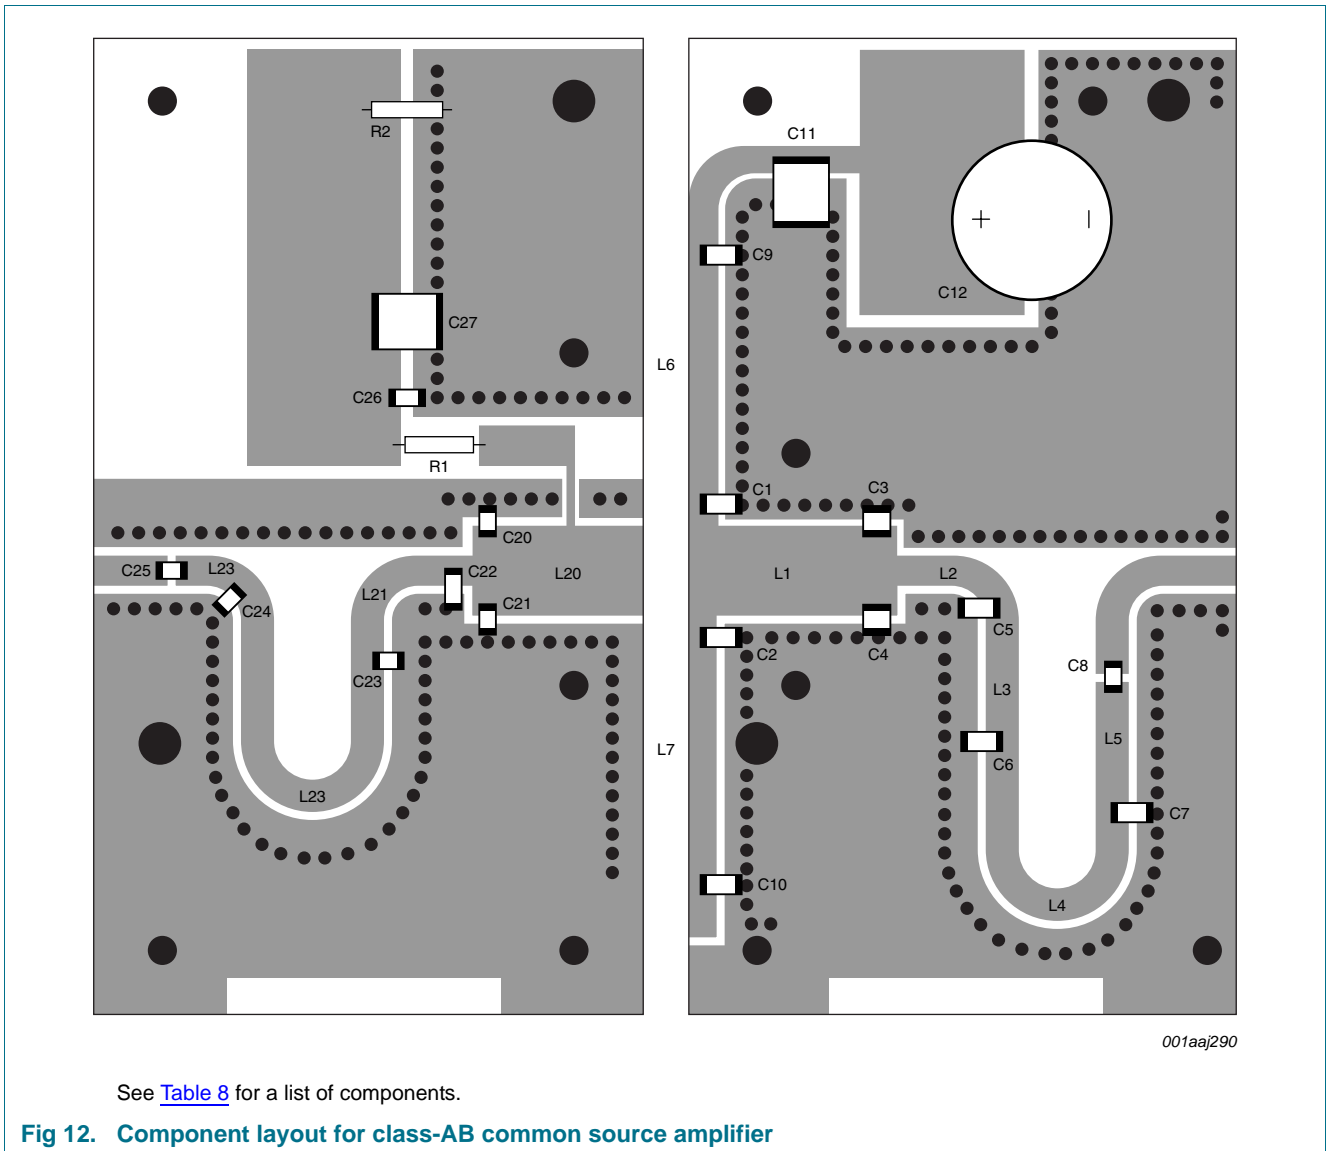 R2
C11
C9
C12
C27
L6
C26
R1
C1
C3
C20
C25
L23
C22
L20
L1
L2
C24
L21
C21
C5
C2
C4
C23
C8
L3
L7
L5
C6
L23
C7
C10
L4
001aaj290
See Table 8 for a list of components.
Fig 12. Component layout for class-AB common source amplifier